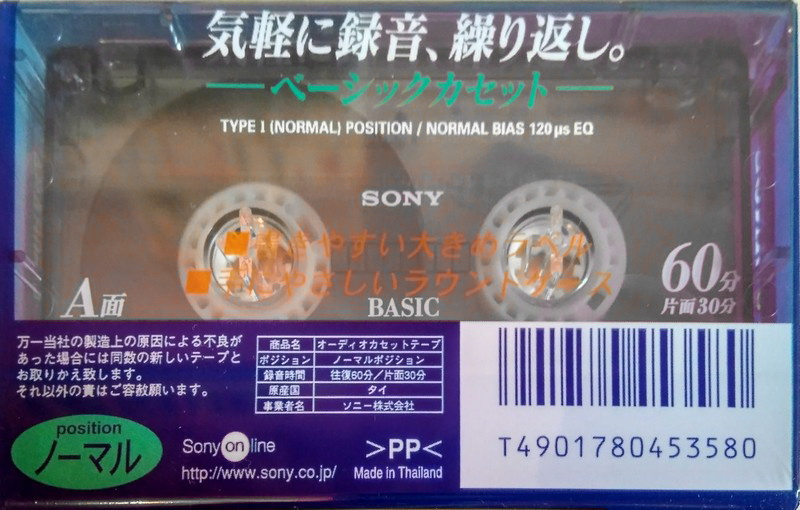 気軽に録音、繰り返し。
ベーシックカセット
TYPE I (NORMAL) POSITION / NORMAL BIAS 120 µs EQ
SONY
■書きやすい大きめラベル
■手にやさしいラウンドケース
A面
BASIC
60分
片面30分
万一当社の製造上の原因による不良が
あった場合には同数の新しいテープと
お取りかえ致します。
それ以外の責はご容赦願います。
商品名 オーディオカセットテープ
ポジション ノーマルポジション
録音時間 往復60分／片面30分
原産国 タイ
事業者名 ソニー株式会社
position
ノーマル
Sony on line
http://www.sony.co.jp/
>PP<
Made in Thailand
T4901780453580